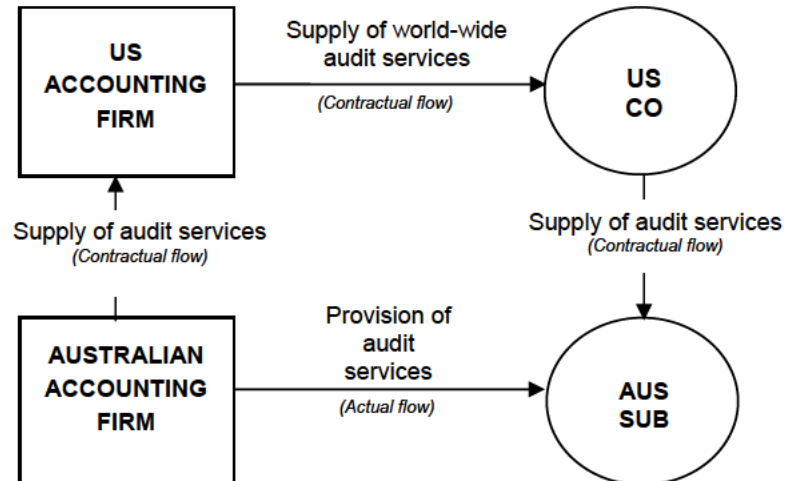 US
ACCOUNTING
FIRM
Supply of world-wide
audit services
(Contractual flow)
US
CO
Supply of audit services
(Contractual flow)
Supply of audit services
(Contractual flow)
AUSTRALIAN
ACCOUNTING
FIRM
Provision of
audit
services
(Actual flow)
AUS
SUB